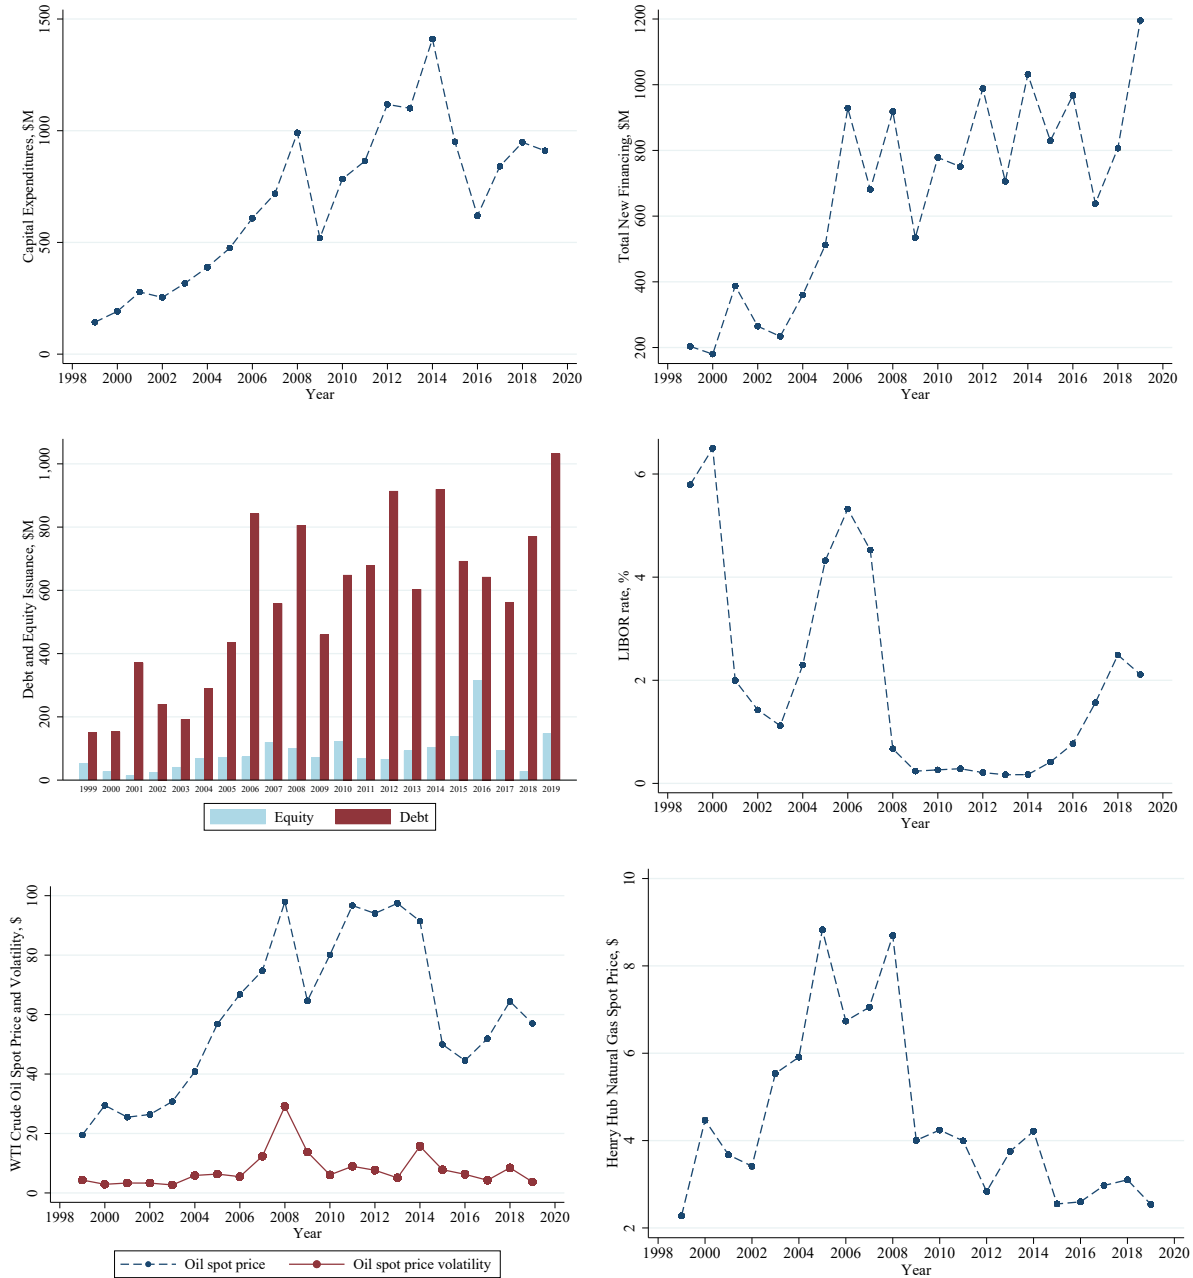 Capital Expenditures, $M
1500
1000
500
0
1998 2000 2002 2004 2006 2008 2010 2012 2014 2016 2018 2020
Year
Total New Financing, $M
1200
1000
800
600
400
200
1998 2000 2002 2004 2006 2008 2010 2012 2014 2016 2018 2020
Year
Debt and Equity Issuance, $M
1,000
800
600
400
200
0
1999 2000 2001 2002 2003 2004 2005 2006 2007 2008 2009 2010 2011 2012 2013 2014 2015 2016 2017 2018 2019
Equity Debt
LIBOR rate, %
6
4
2
0
1998 2000 2002 2004 2006 2008 2010 2012 2014 2016 2018 2020
Year
WTI Crude Oil Spot Price and Volatility, $
100
80
60
40
20
0
1998 2000 2002 2004 2006 2008 2010 2012 2014 2016 2018 2020
Year
Oil spot price Oil spot price volatility
Henry Hub Natural Gas Spot Price, $
10
8
6
4
2
1998 2000 2002 2004 2006 2008 2010 2012 2014 2016 2018 2020
Year